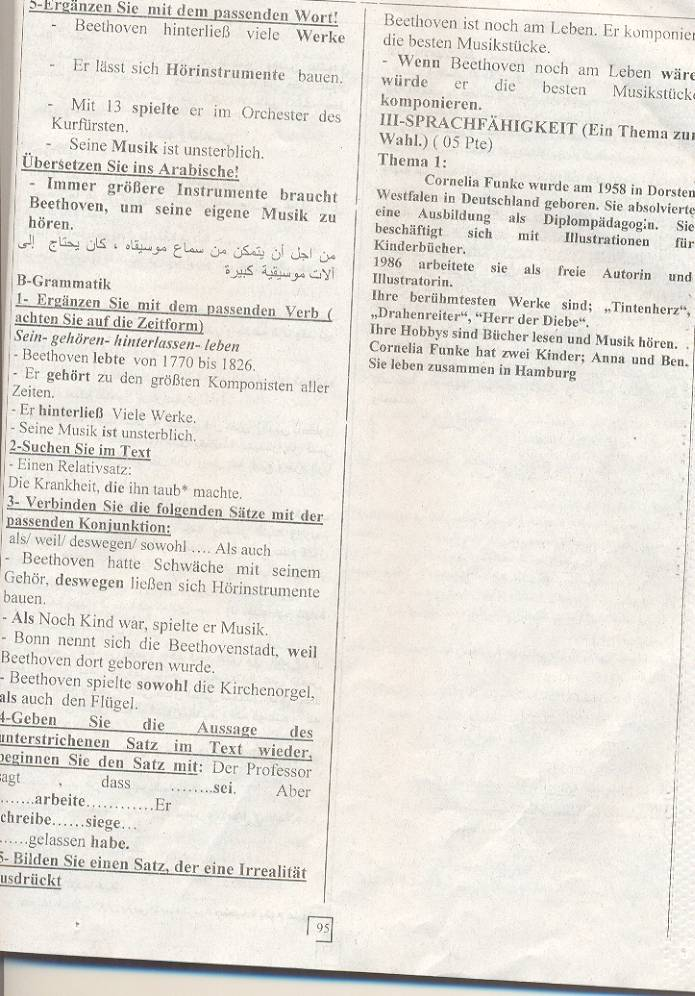 5-Ergänzen Sie mit dem passenden Wort!
- Beethoven hinterließ viele Werke
- Er lässt sich Hörinstrumente bauen.
- Mit 13 spielte er im Orchester des
Kurfürsten.
- Seine Musik ist unsterblich.
Übersetzen Sie ins Arabische!
- Immer größere Instrumente braucht
Beethoven, um seine eigene Musik zu
hören.
من اجل أن يتمكن من سماع موسيقاه ، كان يحتاج إلى
آلات موسيقية كبيرة
B-Grammatik
1- Ergänzen Sie mit dem passenden Verb (
achten Sie auf die Zeitform)
Sein- gehören- hinterlassen- leben
- Beethoven lebte von 1770 bis 1826.
- Er gehört zu den größten Komponisten aller
Zeiten.
- Er hinterließ Viele Werke.
- Seine Musik ist unsterblich.
2-Suchen Sie im Text
- Einen Relativsatz:
Die Krankheit, die ihn taub* machte.
3- Verbinden Sie die folgenden Sätze mit der
passenden Konjunktion:
als/ weil/ deswegen/ sowohl .... Als auch
- Beethoven hatte Schwäche mit seinem
Gehör, deswegen ließen sich Hörinstrumente
bauen.
- Als Noch Kind war, spielte er Musik.
- Bonn nennt sich die Beethovenstadt, weil
Beethoven dort geboren wurde.
- Beethoven spielte sowohl die Kirchenorgel,
als auch den Flügel.
4-Geben Sie die Aussage des
unterstrichenen Satz im Text wieder,
beginnen Sie den Satz mit: Der Professor
sagt , dass ........sei. Aber
.......arbeite............Er
chreibe......siege...
......gelassen habe.
5- Bilden Sie einen Satz, der eine Irrealität
usdrückt
Beethoven ist noch am Leben. Er komponier
die besten Musikstücke.
- Wenn Beethoven noch am Leben wäre
würde er die besten Musikstück
komponieren.
III-SPRACHFÄHIGKEIT (Ein Thema zur
Wahl.) ( 05 Pte)
Thema 1:
Cornelia Funke wurde am 1958 in Dorsten
Westfalen in Deutschland geboren. Sie absolvierte
eine Ausbildung als Diplompädagogin. Sie
beschäftigt sich mit Illustrationen für
Kinderbücher.
1986 arbeitete sie als freie Autorin und
Illustratorin.
Ihre berühmtesten Werke sind; „Tintenherz“,
„Drahenreiter“, “Herr der Diebe“.
Ihre Hobbys sind Bücher lesen und Musik hören.
Cornelia Funke hat zwei Kinder; Anna und Ben.
Sie leben zusammen in Hamburg
95